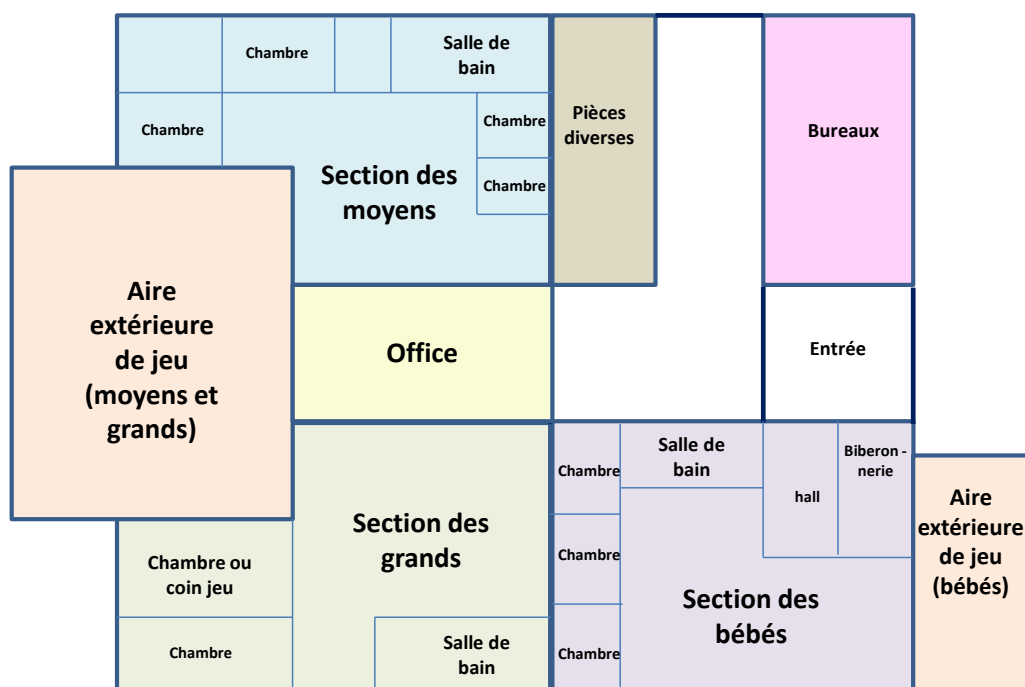 Chambre
Salle de
bain
Chambre
Chambre
Chambre
Section des
moyens
Pièces
diverses
Bureaux
Aire
extérieure
de jeu
(moyens et
grands)
Office
Entrée
Section des
grands
Chambre ou
coin jeu
Chambre
Salle de
bain
Chambre
Salle de
bain
hall
Biberon -
nerie
Chambre
Chambre
Section des
bébés
Aire
extérieure
de jeu
(bébés)